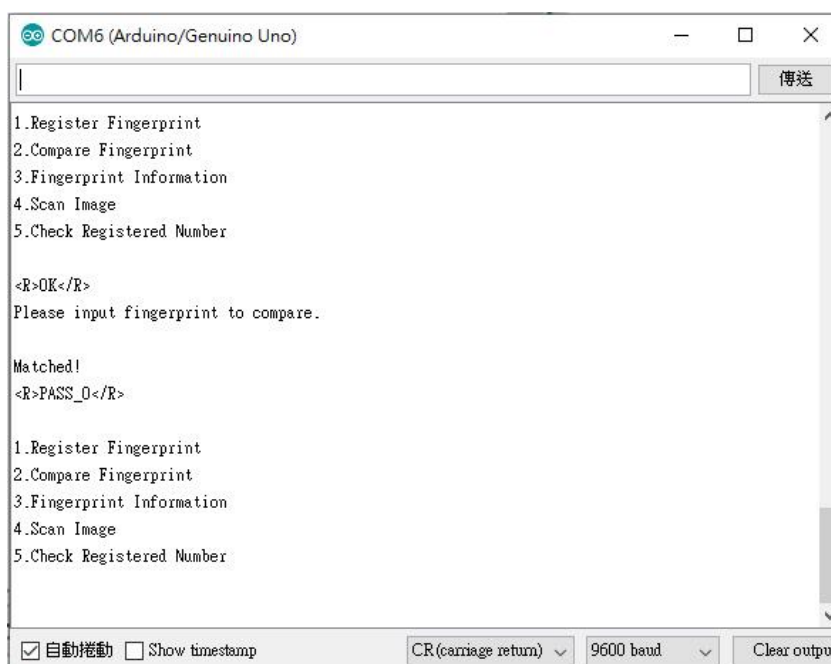 COM6 (Arduino/Genuino Uno)
傳送
1.Register Fingerprint
2.Compare Fingerprint
3.Fingerprint Information
4.Scan Image
5.Check Registered Number
<R>OK</R>
Please input fingerprint to compare.
Matched!
<R>PASS_0</R>
1.Register Fingerprint
2.Compare Fingerprint
3.Fingerprint Information
4.Scan Image
5.Check Registered Number
自動捲動 Show timestamp CR(carriage return) 9600 baud Clear outpu